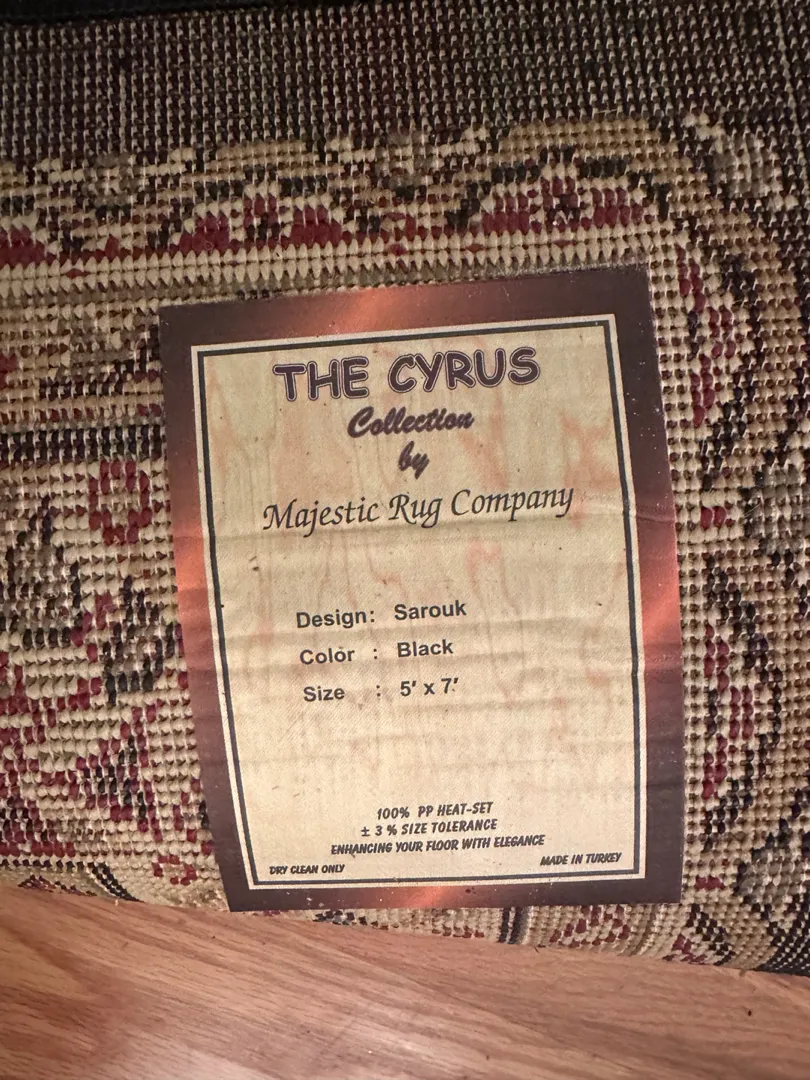 THE CYRUS
Collection
by
Majestic Rug Company
Design: Sarouk
Color : Black
Size : 5' x 7'
100% PP HEAT-SET
± 3 % SIZE TOLERANCE
ENHANCING YOUR FLOOR WITH ELEGANCE
DRY CLEAN ONLY
MADE IN TURKEY